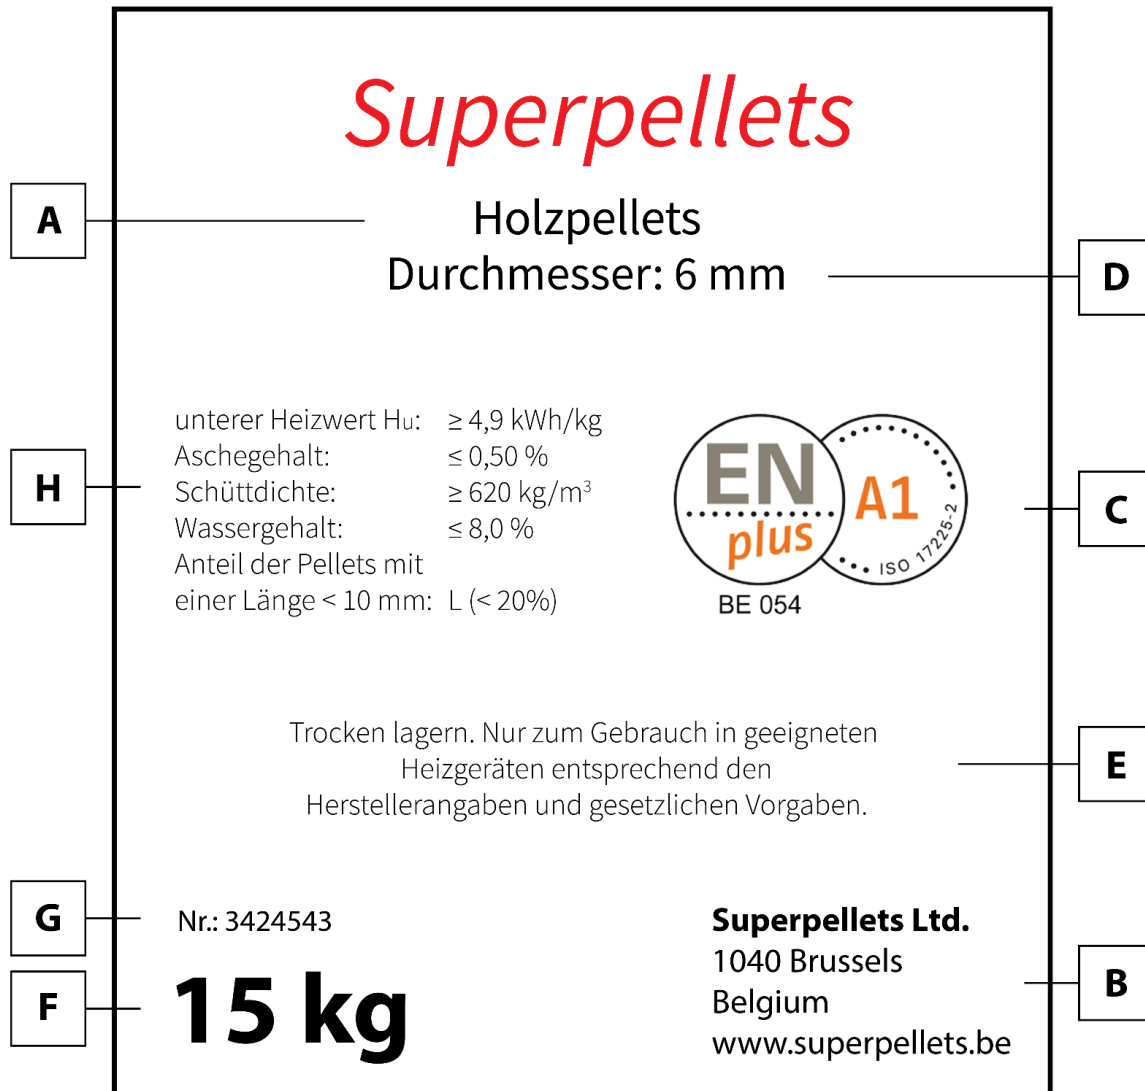 Superpellets
A
Holzpellets
Durchmesser: 6 mm
D
H
unterer Heizwert Hu: ≥ 4,9 kWh/kg
Aschegehalt: ≤ 0,50 %
Schüttdichte: ≥ 620 kg/m³
Wassergehalt: ≤ 8,0 %
Anteil der Pellets mit
einer Länge < 10 mm: L (< 20%)
EN
plus
A1
ISO 17225-2
BE 054
C
Trocken lagern. Nur zum Gebrauch in geeigneten
Heizgeräten entsprechend den
Herstellerangaben und gesetzlichen Vorgaben.
E
G
Nr.: 3424543
F
15 kg
Superpellets Ltd.
1040 Brussels
Belgium
www.superpellets.be
B